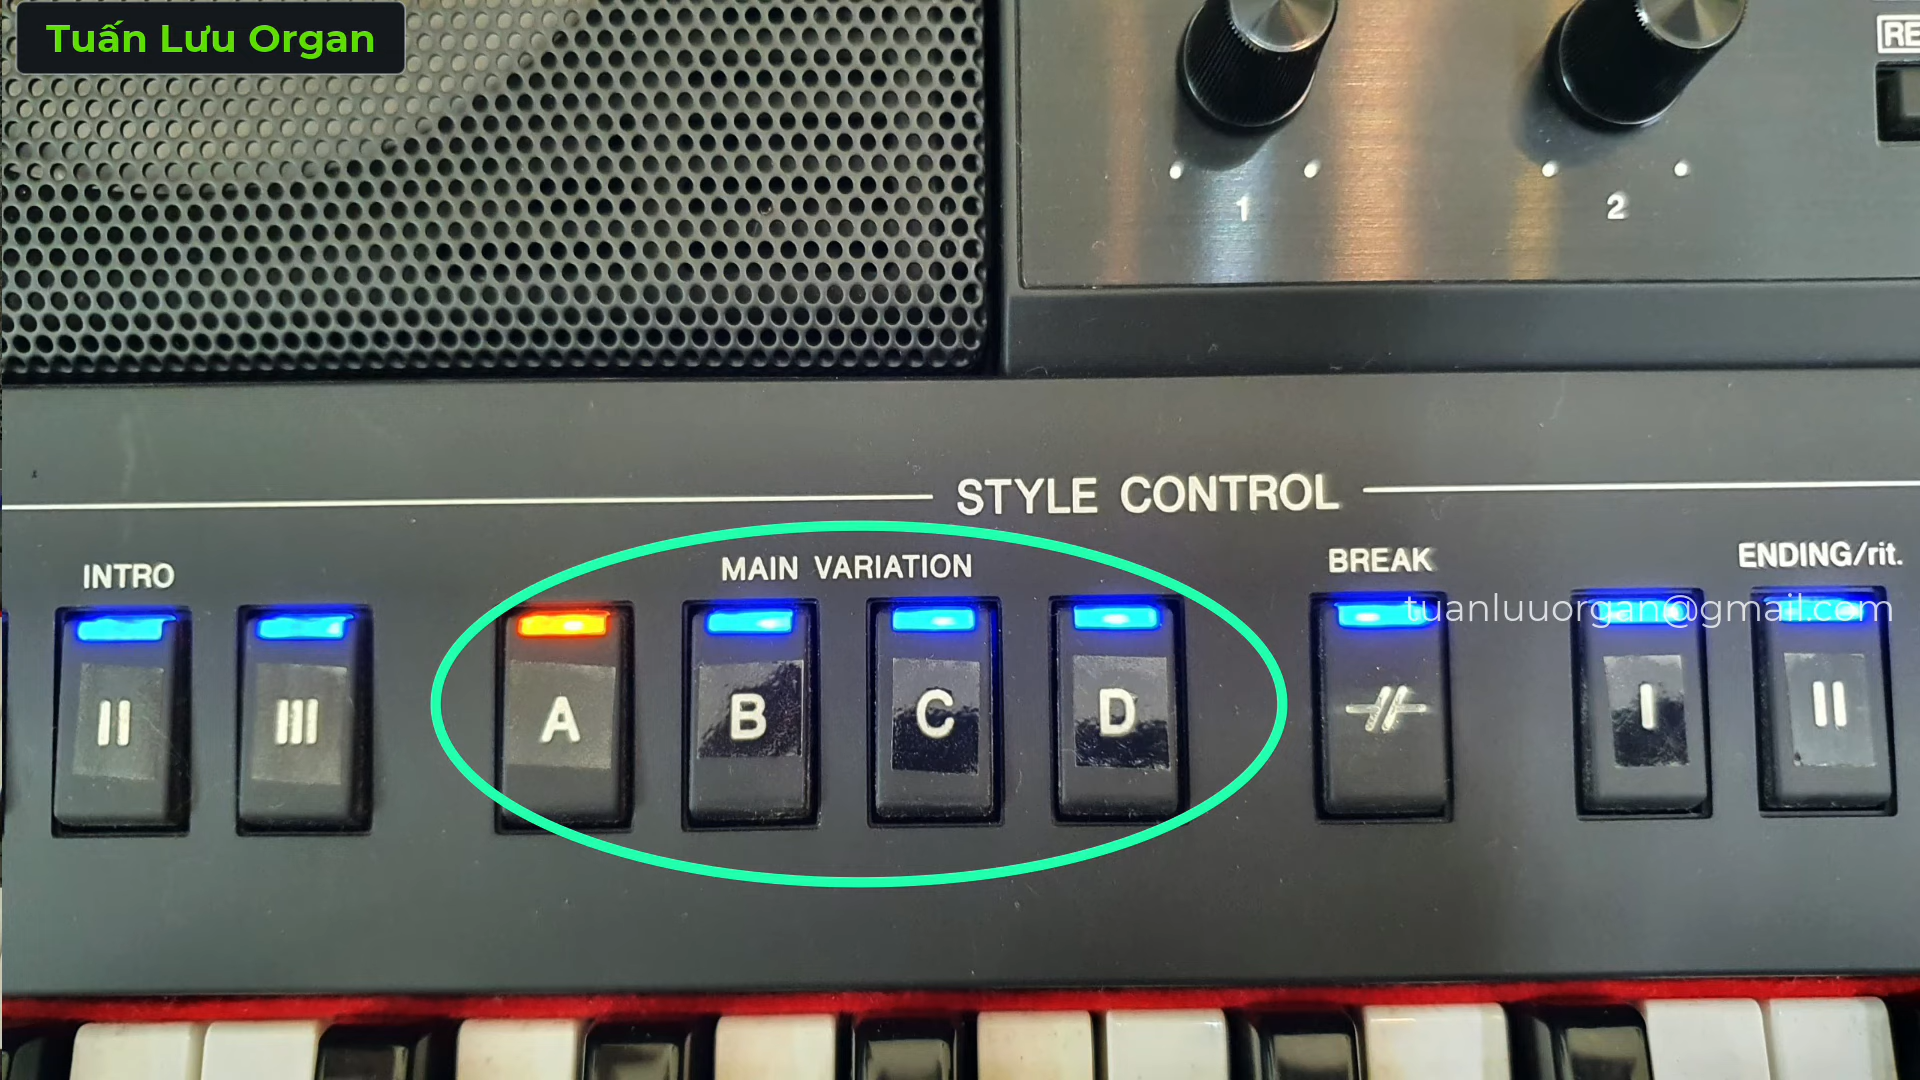 Tuấn Lưu Organ
1
2
STYLE CONTROL
INTRO
MAIN VARIATION
BREAK
ENDING/rit.
tuanluuorgan@gmail.com
II
III
A
B
C
D
I
II